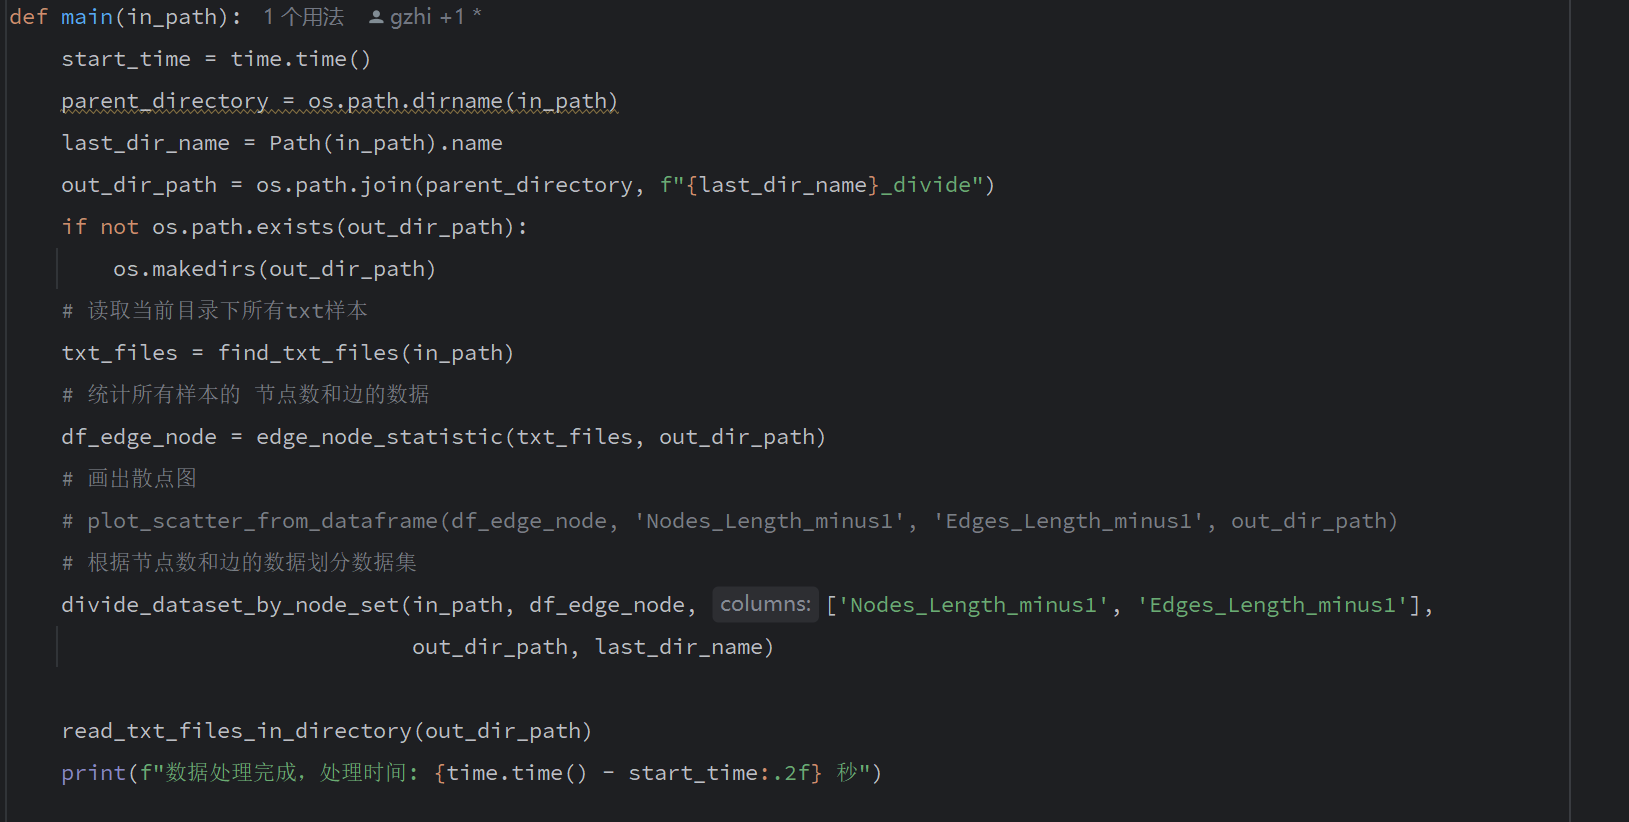 def main(in_path): 1 个用法 gzhi +1 *
    start_time = time.time()
    parent_directory = os.path.dirname(in_path)
    last_dir_name = Path(in_path).name
    out_dir_path = os.path.join(parent_directory, f"{last_dir_name}_divide")
    if not os.path.exists(out_dir_path):
        os.makedirs(out_dir_path)
    # 读取当前目录下所有txt样本
    txt_files = find_txt_files(in_path)
    # 统计所有样本的 节点数和边的数据
    df_edge_node = edge_node_statistic(txt_files, out_dir_path)
    # 画出散点图
    # plot_scatter_from_dataframe(df_edge_node, 'Nodes_Length_minus1', 'Edges_Length_minus1', out_dir_path)
    # 根据节点数和边的数据划分数据集
    divide_dataset_by_node_set(in_path, df_edge_node, columns: ['Nodes_Length_minus1', 'Edges_Length_minus1'],
                               out_dir_path, last_dir_name)
    read_txt_files_in_directory(out_dir_path)
    print(f"数据处理完成，处理时间: {time.time() - start_time:.2f} 秒")